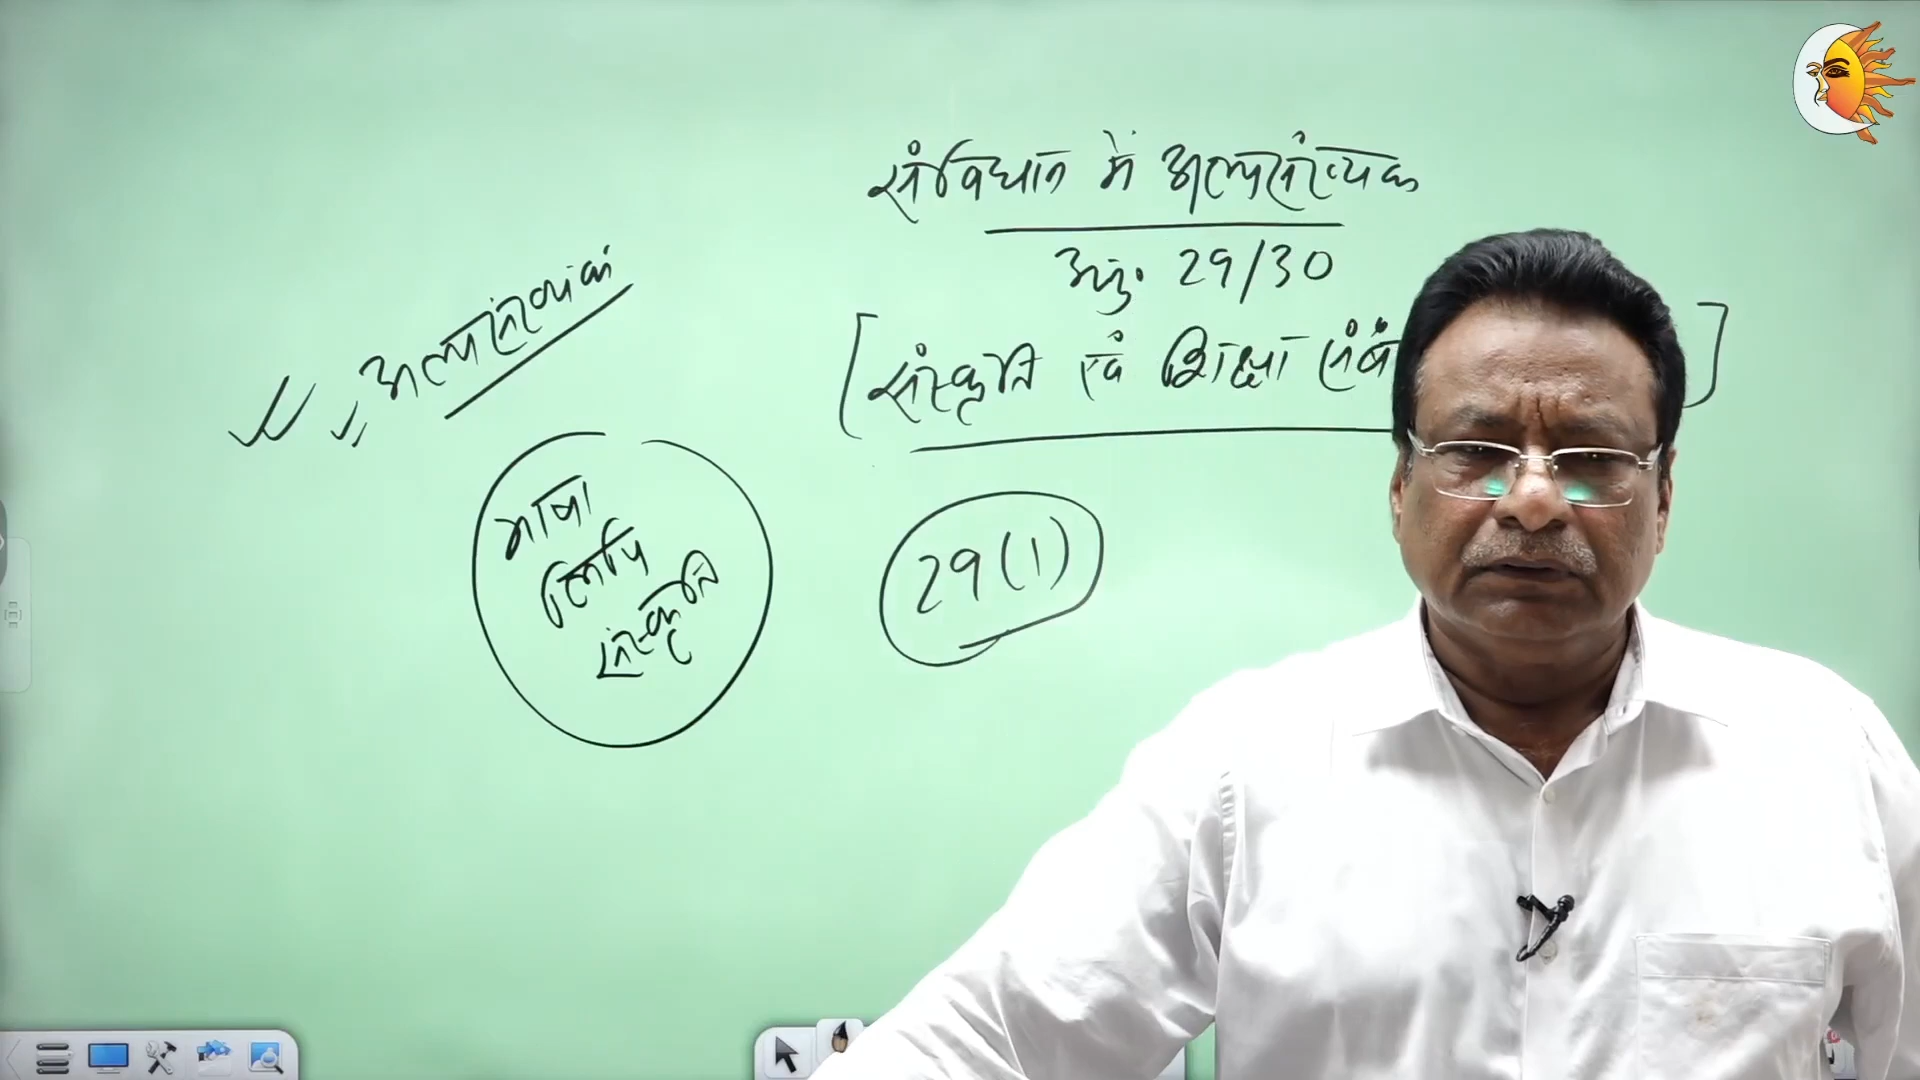 संविधान में अल्पसंख्यक
अनु. 29/30
[संस्कृति एवं शिक्षा संबं ]
अल्पसंख्यक
भाषा
लिपि
संस्कृति
29(1)